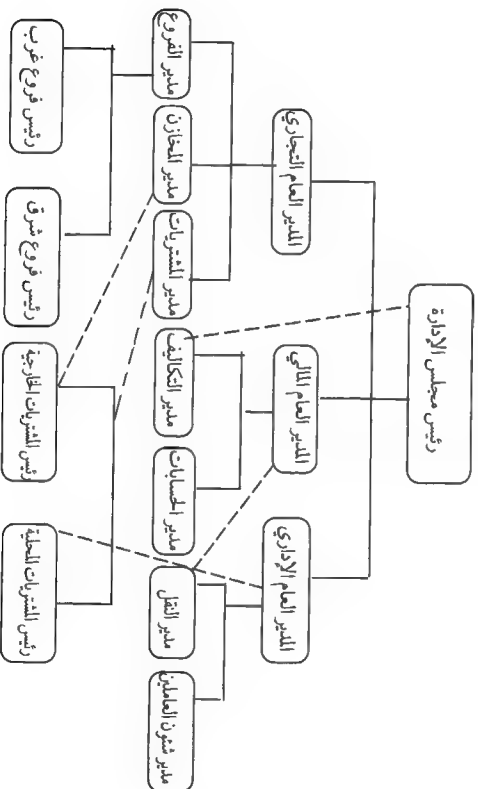 رئيس مجلس الإدارة
المدير العام التجاري
المدير العام المالي
المدير العام الإداري
مدير الفروع
مدير المخازن
مدير المشتريات
مدير التكاليف
مدير الحسابات
مدير النقل
مدير شئون العاملين
رئيس فروع غرب
رئيس فروع شرق
رئيس المشتريات الخارجية
رئيس المشتريات المحلية